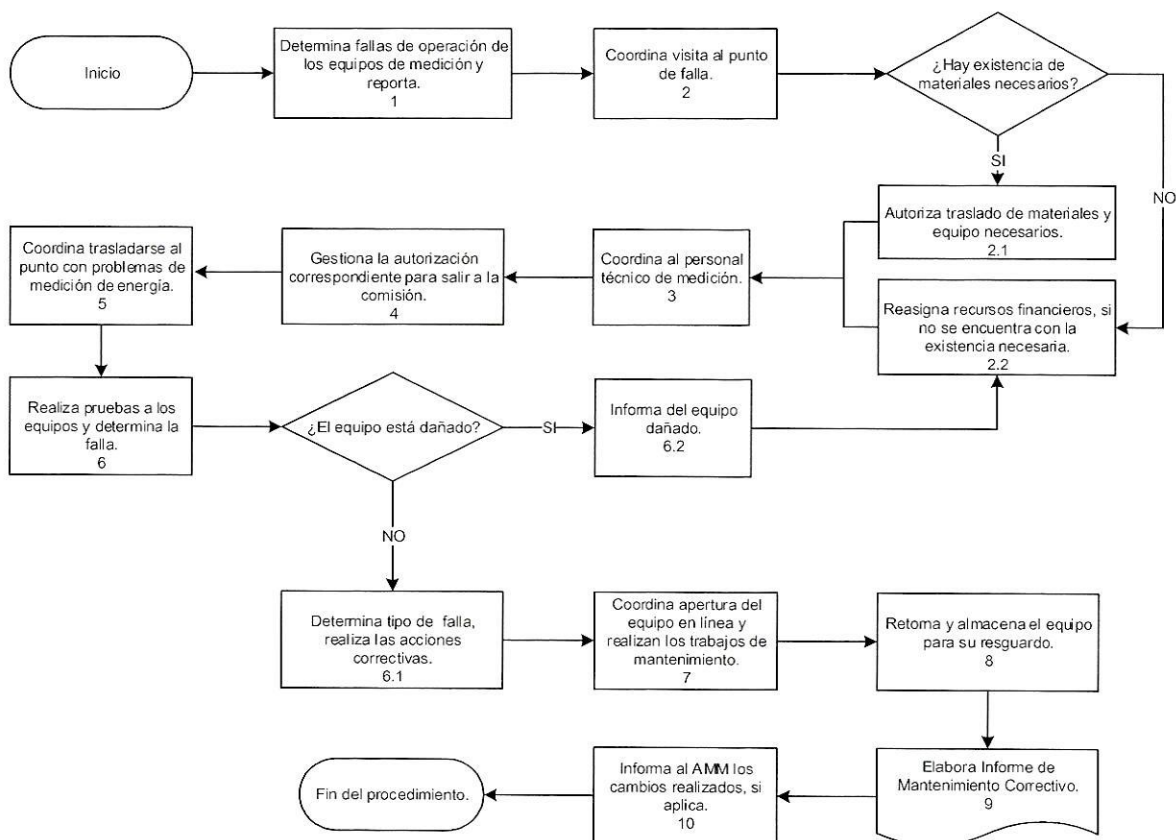 Inicio
Determina fallas de operación de
los equipos de medición y
reporta.
1
Coordina visita al punto
de falla.
2
¿Hay existencia de
materiales necesarios?
SI
NO
Autoriza traslado de materiales y
equipo necesarios.
2.1
Reasigna recursos financieros, si
no se encuentra con la
existencia necesaria.
2.2
Coordina al personal
técnico de medición.
3
Gestiona la autorización
correspondiente para salir a la
comisión.
4
Coordina trasladarse al
punto con problemas de
medición de energía.
5
Realiza pruebas a los
equipos y determina la
falla.
6
¿El equipo está dañado?
SI
Informa del equipo
dañado.
6.2
NO
Determina tipo de falla,
realiza las acciones
correctivas.
6.1
Coordina apertura del
equipo en línea y
realizan los trabajos de
mantenimiento.
7
Retorna y almacena el equipo
para su resguardo.
8
Elabora Informe de
Mantenimiento Correctivo.
9
Informa al AMM los
cambios realizados, si
aplica.
10
Fin del procedimiento.